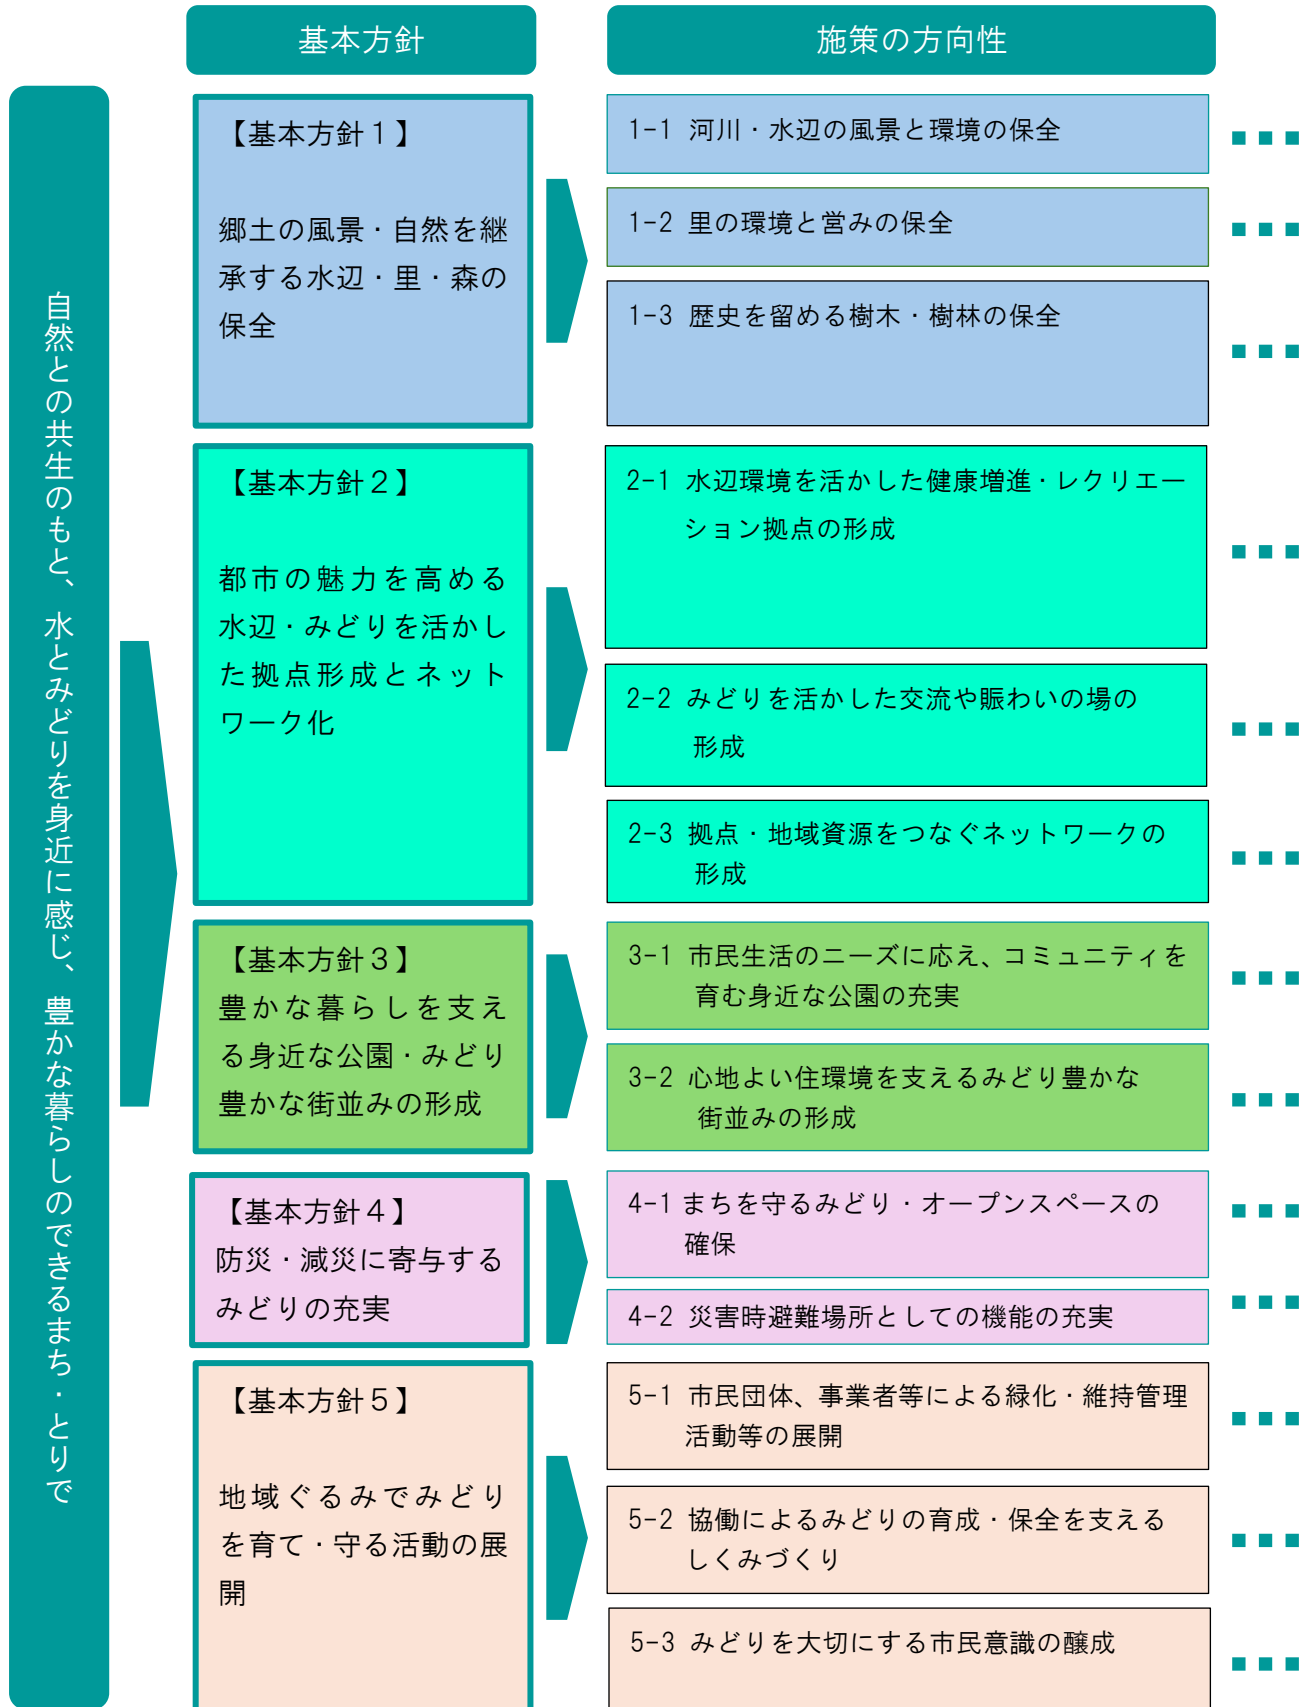 基本方針
施策の方向性
自然との共生のもと、水とみどりを身近に感じ、豊かな暮らしのできるまち・とりで
【基本方針１】
郷土の風景・自然を継
承する水辺・里・森の
保全
1-1 河川・水辺の風景と環境の保全
1-2 里の環境と営みの保全
1-3 歴史を留める樹木・樹林の保全
【基本方針２】
都市の魅力を高める
水辺・みどりを活かし
た拠点形成とネット
ワーク化
2-1 水辺環境を活かした健康増進・レクリエー
ション拠点の形成
2-2 みどりを活かした交流や賑わいの場の
形成
2-3 拠点・地域資源をつなぐネットワークの
形成
【基本方針３】
豊かな暮らしを支え
る身近な公園・みどり
豊かな街並みの形成
3-1 市民生活のニーズに応え、コミュニティを
育む身近な公園の充実
3-2 心地よい住環境を支えるみどり豊かな
街並みの形成
【基本方針４】
防災・減災に寄与する
みどりの充実
4-1 まちを守るみどり・オープンスペースの
確保
4-2 災害時避難場所としての機能の充実
【基本方針５】
地域ぐるみでみどり
を育て・守る活動の展
開
5-1 市民団体、事業者等による緑化・維持管理
活動等の展開
5-2 協働によるみどりの育成・保全を支える
しくみづくり
5-3 みどりを大切にする市民意識の醸成